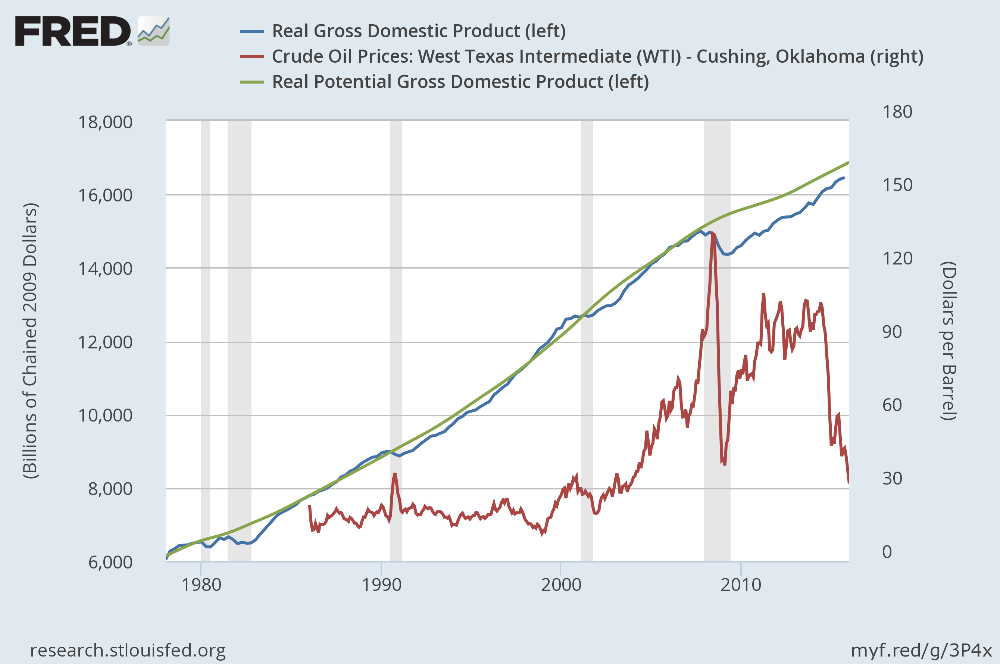 FRED®
Real Gross Domestic Product (left)
Crude Oil Prices: West Texas Intermediate (WTI) - Cushing, Oklahoma (right)
Real Potential Gross Domestic Product (left)
(Billions of Chained 2009 Dollars)
18,000
16,000
14,000
12,000
10,000
8,000
6,000
180
150
120
90
60
30
0
(Dollars per Barrel)
1980
1990
2000
2010
research.stlouisfed.org
myf.red/g/3P4x